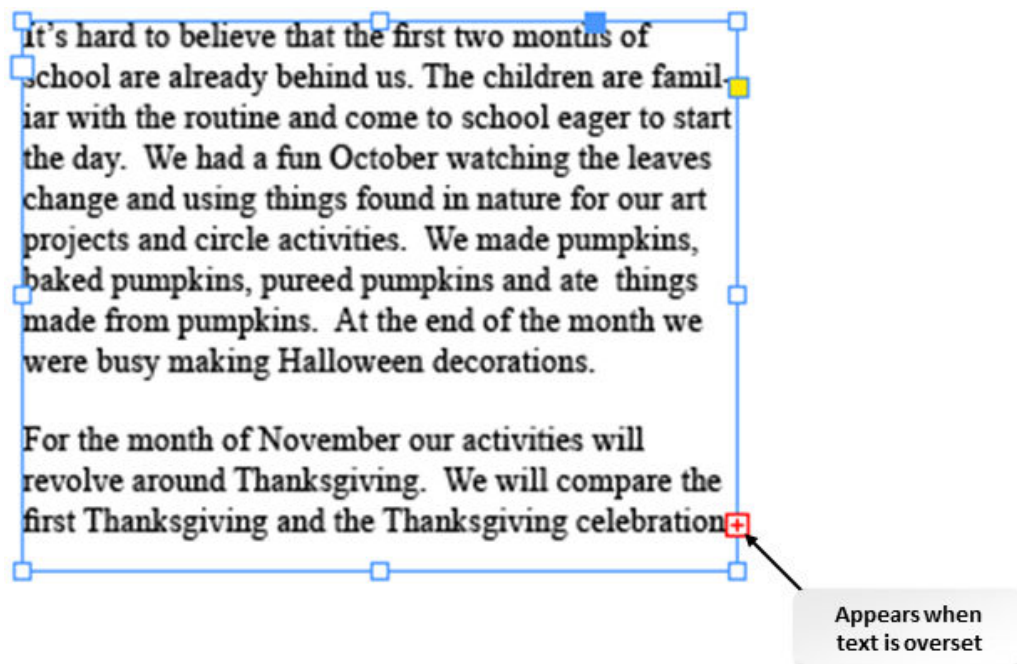 It’s hard to believe that the first two months of
school are already behind us. The children are famil-
iar with the routine and come to school eager to start
the day.  We had a fun October watching the leaves
change and using things found in nature for our art
projects and circle activities.  We made pumpkins,
baked pumpkins, pureed pumpkins and ate  things
made from pumpkins.  At the end of the month we
were busy making Halloween decorations.

For the month of November our activities will
revolve around Thanksgiving.  We will compare the
first Thanksgiving and the Thanksgiving celebration
Appears when
text is overset